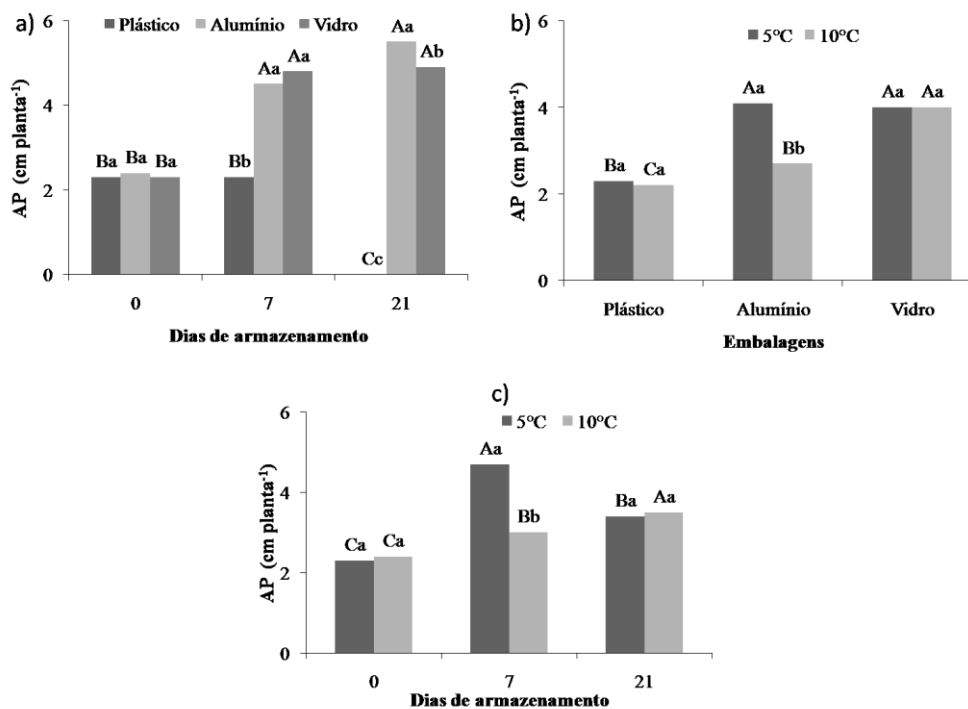 a)
Plástico Alumínio Vidro
AP (cm planta-1)
6
4
2
0
Ba Ba Ba
Bb Aa Aa
Cc Aa Ab
0 7 21
Dias de armazenamento
b)
5ºC 10ºC
AP (cm planta-1)
6
4
2
0
Ba Ca
Aa Bb
Aa Aa
Plástico Alumínio Vidro
Embalagens
c)
5ºC 10ºC
AP (cm planta-1)
6
4
2
0
Ca Ca
Aa Bb
Ba Aa
0 7 21
Dias de armazenamento